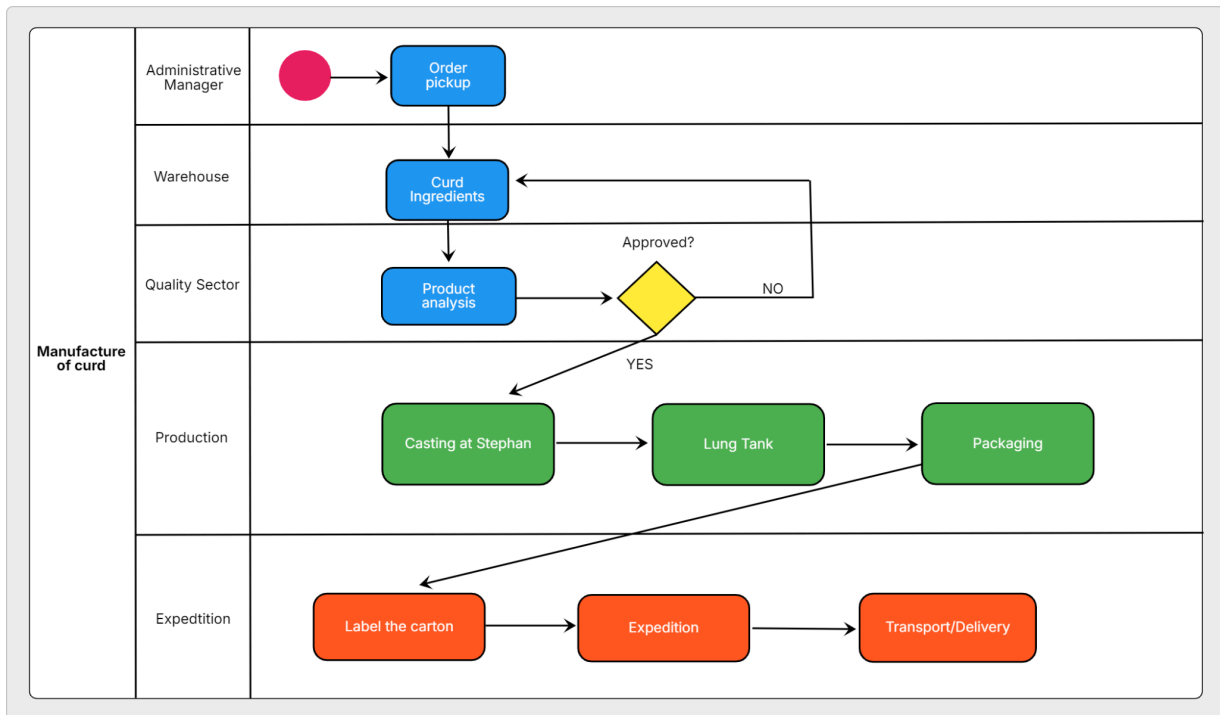 Administrative
Manager
Order
pickup
Warehouse
Curd
Ingredients
Quality Sector
Product
analysis
Approved?
NO
Manufacture
of curd
YES
Production
Casting at Stephan
Lung Tank
Packaging
Expedtition
Label the carton
Expedition
Transport/Delivery